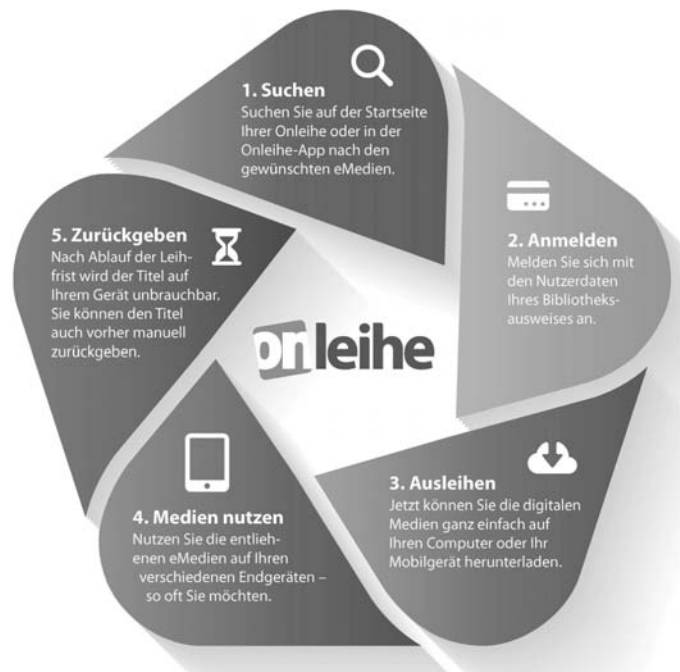 1. Suchen
Suchen Sie auf der Startseite
Ihrer Onleihe oder in der
Onleihe-App nach den
gewünschten eMedien.
2. Anmelden
Melden Sie sich mit
den Nutzerdaten
Ihres Bibliotheks-
ausweises an.
3. Ausleihen
Jetzt können Sie die digitalen
Medien ganz einfach auf
Ihren Computer oder Ihr
Mobilgerät herunterladen.
4. Medien nutzen
Nutzen Sie die entlieh-
enen eMedien auf Ihren
verschiedenen Endgeräten –
so oft Sie möchten.
5. Zurückgeben
Nach Ablauf der Leih-
frist wird der Titel auf
Ihrem Gerät unbrauchbar.
Sie können den Titel
auch vorher manuell
zurückgeben.
onleihe